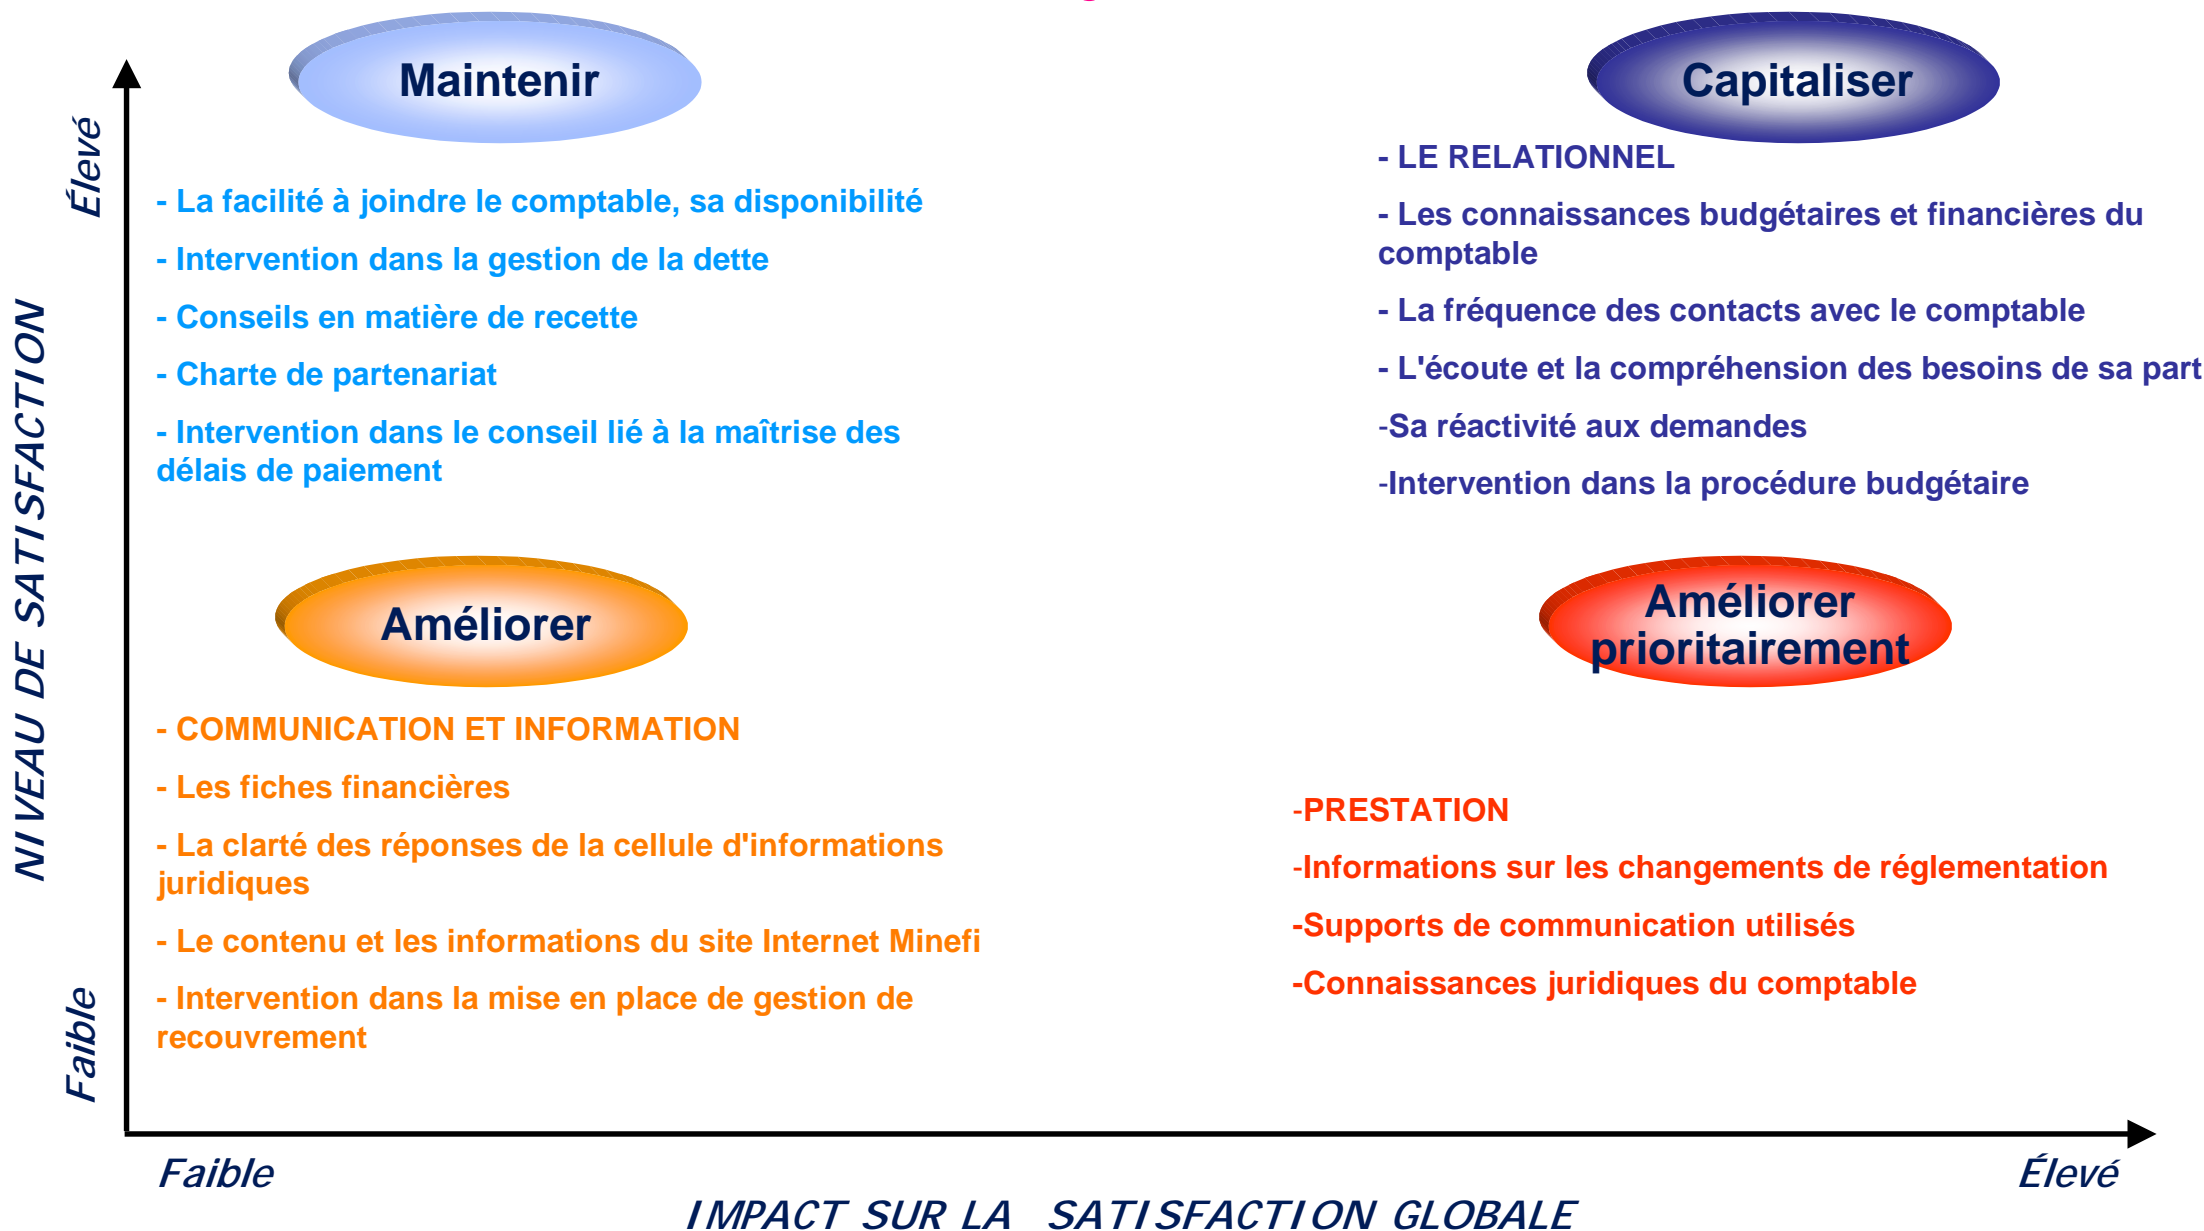 Maintenir
Capitaliser
Élevé
- La facilité à joindre le comptable, sa disponibilité
- Intervention dans la gestion de la dette
- Conseils en matière de recette
- Charte de partenariat
- Intervention dans le conseil lié à la maîtrise des
délais de paiement
- LE RELATIONNEL
- Les connaissances budgétaires et financières du
comptable
- La fréquence des contacts avec le comptable
- L'écoute et la compréhension des besoins de sa part
-Sa réactivité aux demandes
-Intervention dans la procédure budgétaire
NIVEAU DE SATISFACTION
Améliorer
Améliorer
prioritairement
- COMMUNICATION ET INFORMATION
- Les fiches financières
- La clarté des réponses de la cellule d'informations
juridiques
- Le contenu et les informations du site Internet Minefi
- Intervention dans la mise en place de gestion de
recouvrement
-PRESTATION
-Informations sur les changements de réglementation
-Supports de communication utilisés
-Connaissances juridiques du comptable
Faible
Faible
Élevé
IMPACT SUR LA SATISFACTION GLOBALE